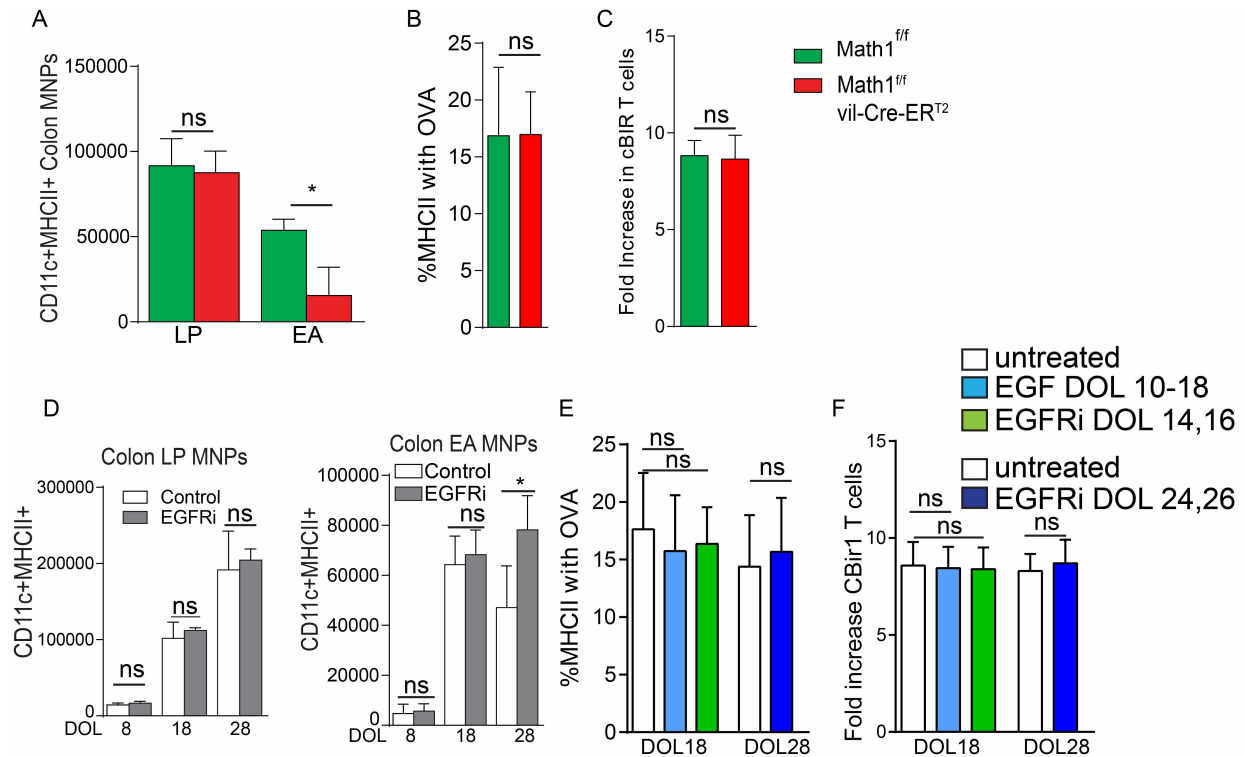 A
CD11c+MHCII+ Colon MNPs
150000
100000
50000
0
ns
*
LP
EA
B
%MHCII with OVA
25
20
15
10
5
0
ns
C
Fold Increase in cBIR T cells
15
10
5
0
ns
Math1f/f
Math1f/f
vil-Cre-ERT2
D
Colon LP MNPs
CD11c+MHCII+
300000
200000
100000
0
Control
EGFRi
ns
ns
ns
DOL
8
18
28
Colon EA MNPs
CD11c+MHCII+
100000
80000
60000
40000
20000
0
Control
EGFRi
ns
ns
*
DOL
8
18
28
E
%MHCII with OVA
25
20
15
10
5
0
ns
ns
ns
DOL18
DOL28
untreated
EGF DOL 10-18
EGFRi DOL 14,16
untreated
EGFRi DOL 24,26
F
Fold increase CBir1 T cells
15
10
5
0
ns
ns
ns
DOL18
DOL28